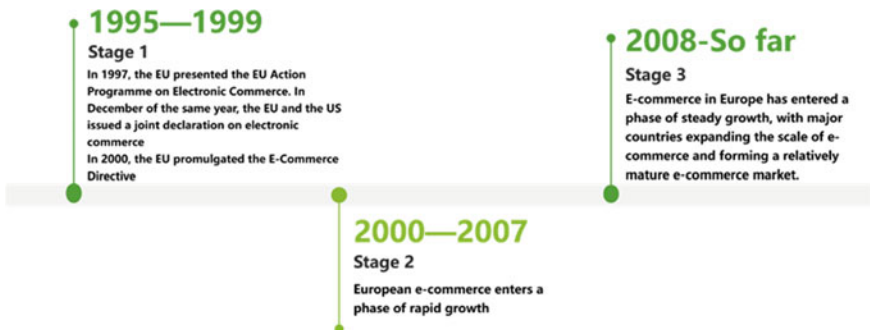 1995—1999
Stage 1
In 1997, the EU presented the EU Action
Programme on Electronic Commerce. In
December of the same year, the EU and the US
issued a joint declaration on electronic
commerce
In 2000, the EU promulgated the E-Commerce
Directive
2000—2007
Stage 2
European e-commerce enters a
phase of rapid growth
2008-So far
Stage 3
E-commerce in Europe has entered a
phase of steady growth, with major
countries expanding the scale of e-
commerce and forming a relatively
mature e-commerce market.